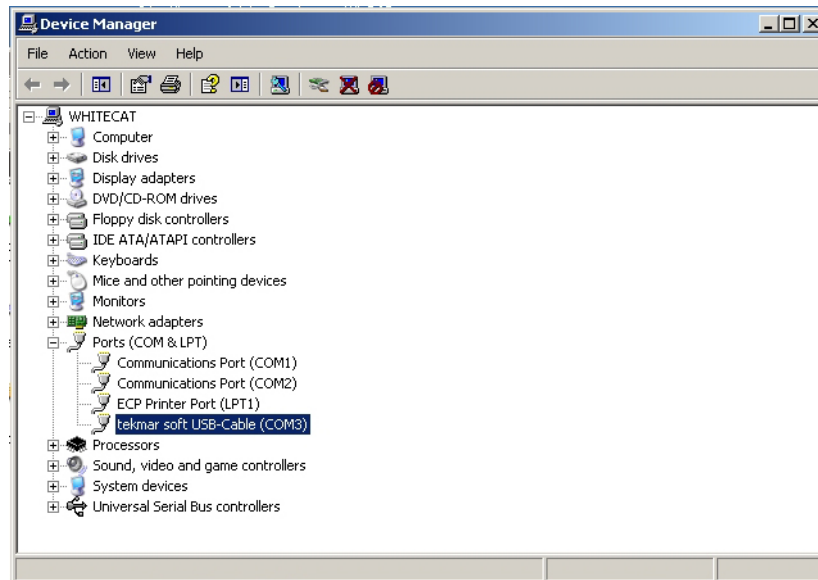 Device Manager
File Action View Help
WHITECAT
Computer
Disk drives
Display adapters
DVD/CD-ROM drives
Floppy disk controllers
IDE ATA/ATAPI controllers
Keyboards
Mice and other pointing devices
Monitors
Network adapters
Ports (COM & LPT)
Communications Port (COM1)
Communications Port (COM2)
ECP Printer Port (LPT1)
tekmar soft USB-Cable (COM3)
Processors
Sound, video and game controllers
System devices
Universal Serial Bus controllers